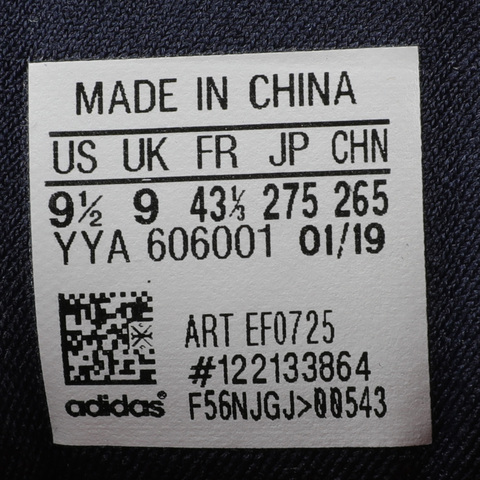 MADE IN CHINA
US UK FR JP CHN
9½ 9 43⅓ 275 265
YYA 606001 01/19
ART EF0725
#122133864
adidas® F56NJGJ>00543